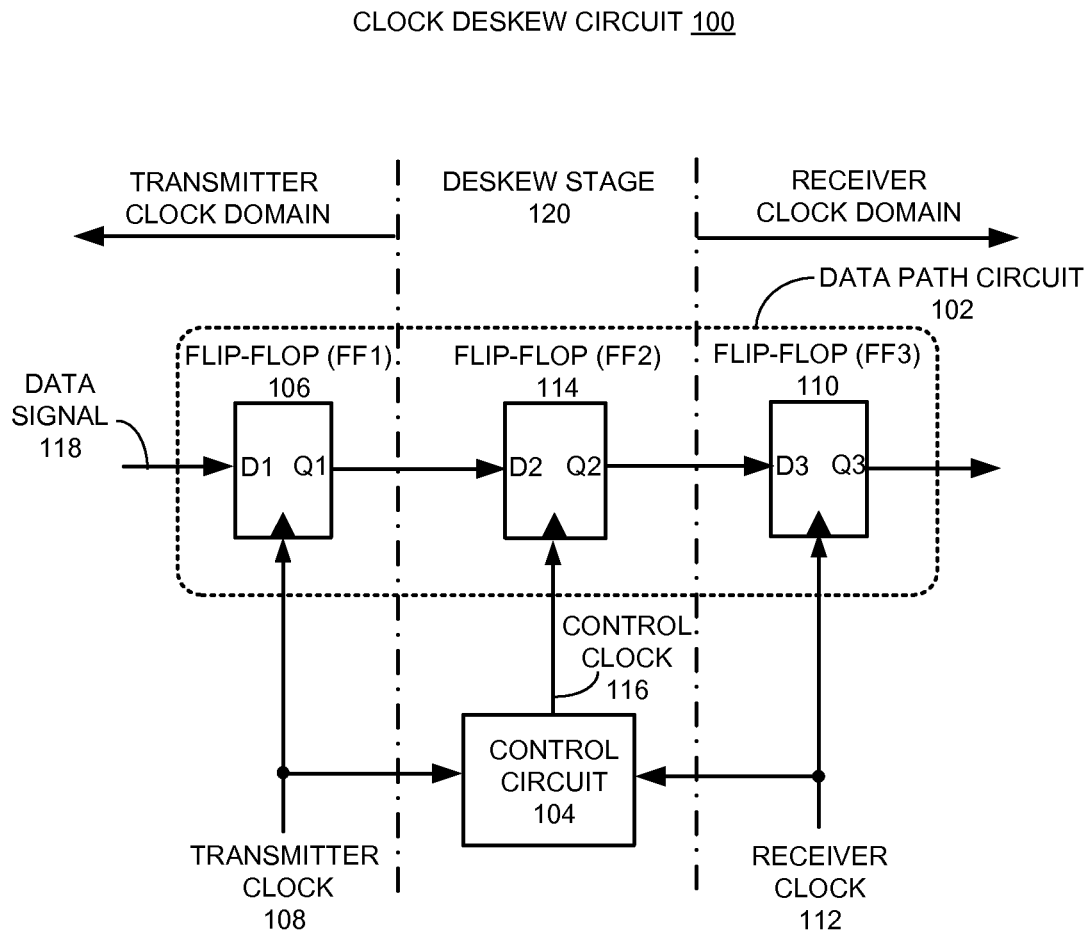 CLOCK DESKEW CIRCUIT 100
TRANSMITTER
CLOCK DOMAIN
DESKEW STAGE
120
RECEIVER
CLOCK DOMAIN
DATA PATH CIRCUIT
102
FLIP-FLOP (FF1)
106
FLIP-FLOP (FF2)
114
FLIP-FLOP (FF3)
110
DATA
SIGNAL
118
D1 Q1
D2 Q2
D3 Q3
CONTROL
CLOCK
116
CONTROL
CIRCUIT
104
TRANSMITTER
CLOCK
108
RECEIVER
CLOCK
112